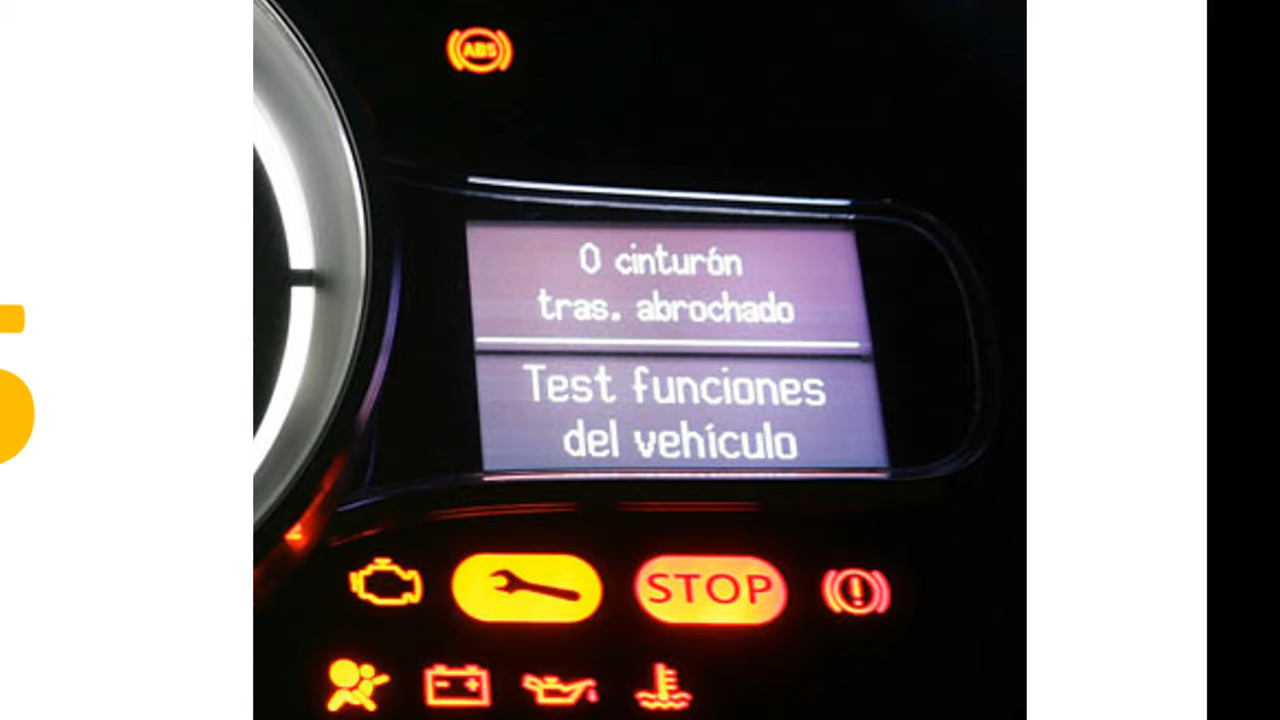 ABS
0 cinturón
tras. abrochado
Test funciones
del vehículo
STOP